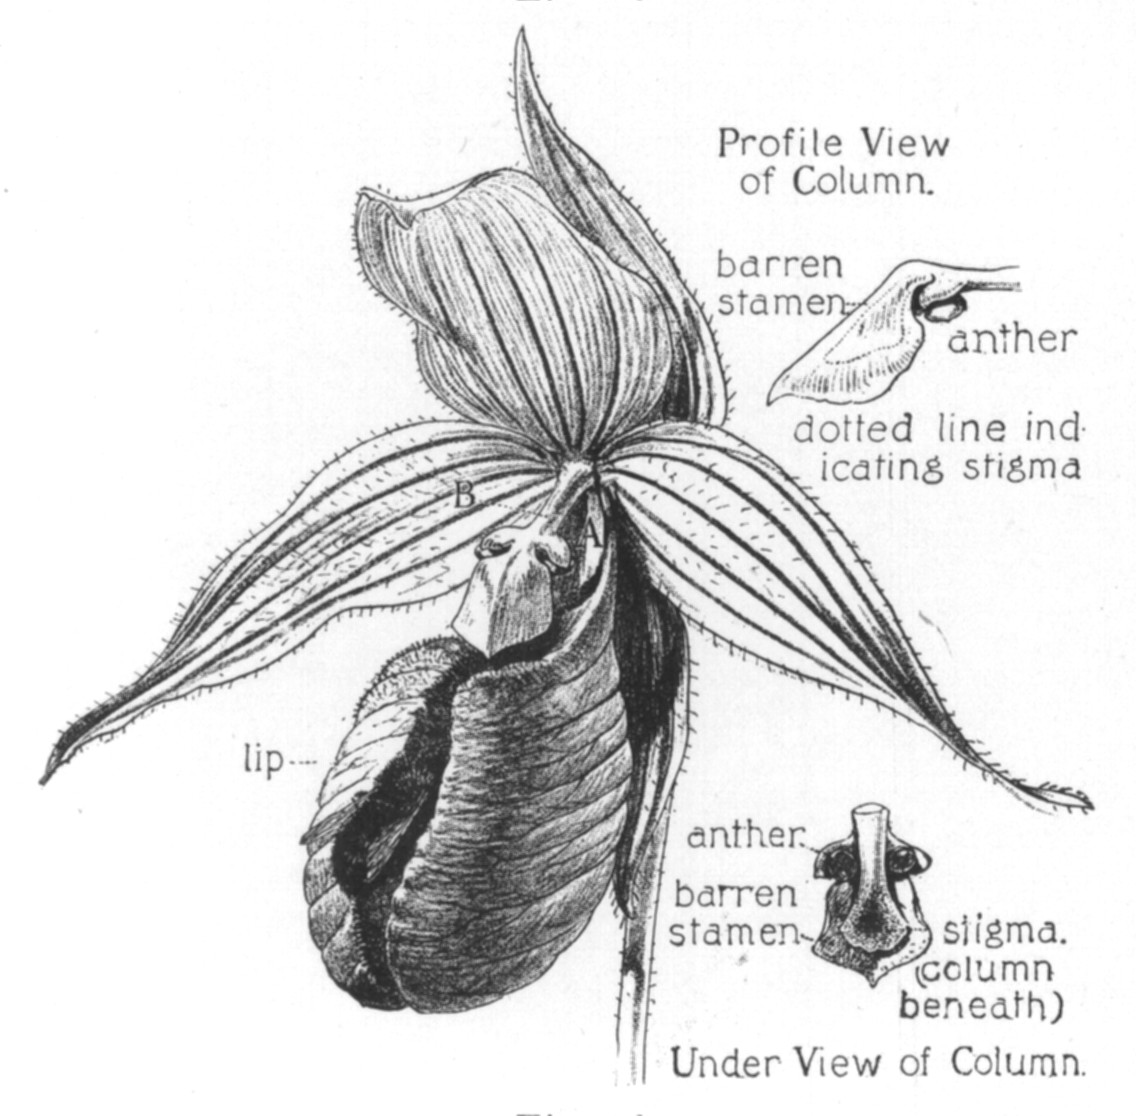 Profile View
of Column.
barren
stamen
anther
dotted line ind-
icating stigma
B
A
lip
anther.
barren
stamen
stigma.
(column
beneath)
Under View of Column.